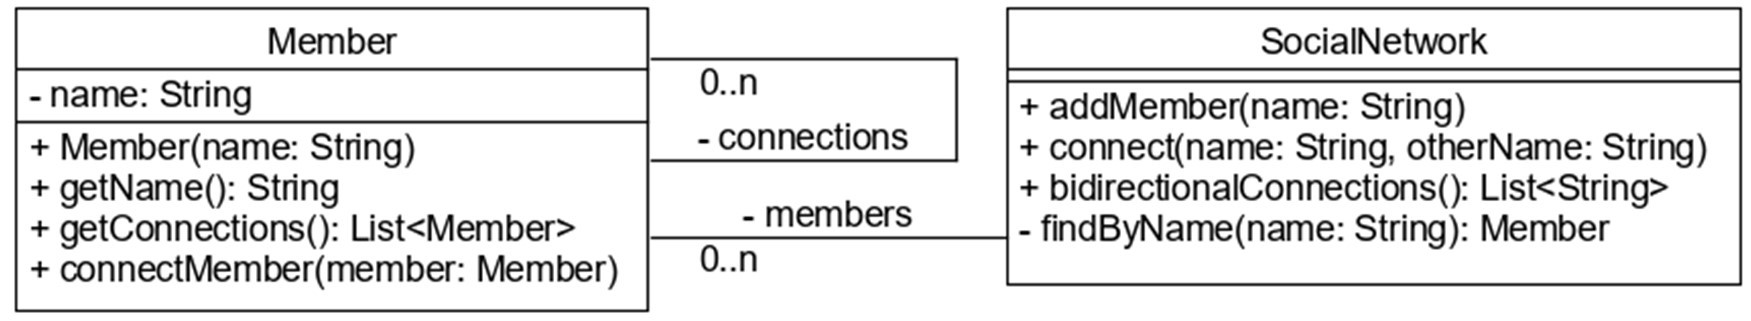 Member
- name: String
+ Member(name: String)
+ getName(): String
+ getConnections(): List<Member>
+ connectMember(member: Member)
0..n
- connections
- members
0..n
SocialNetwork
+ addMember(name: String)
+ connect(name: String, otherName: String)
+ bidirectionalConnections(): List<String>
- findByName(name: String): Member